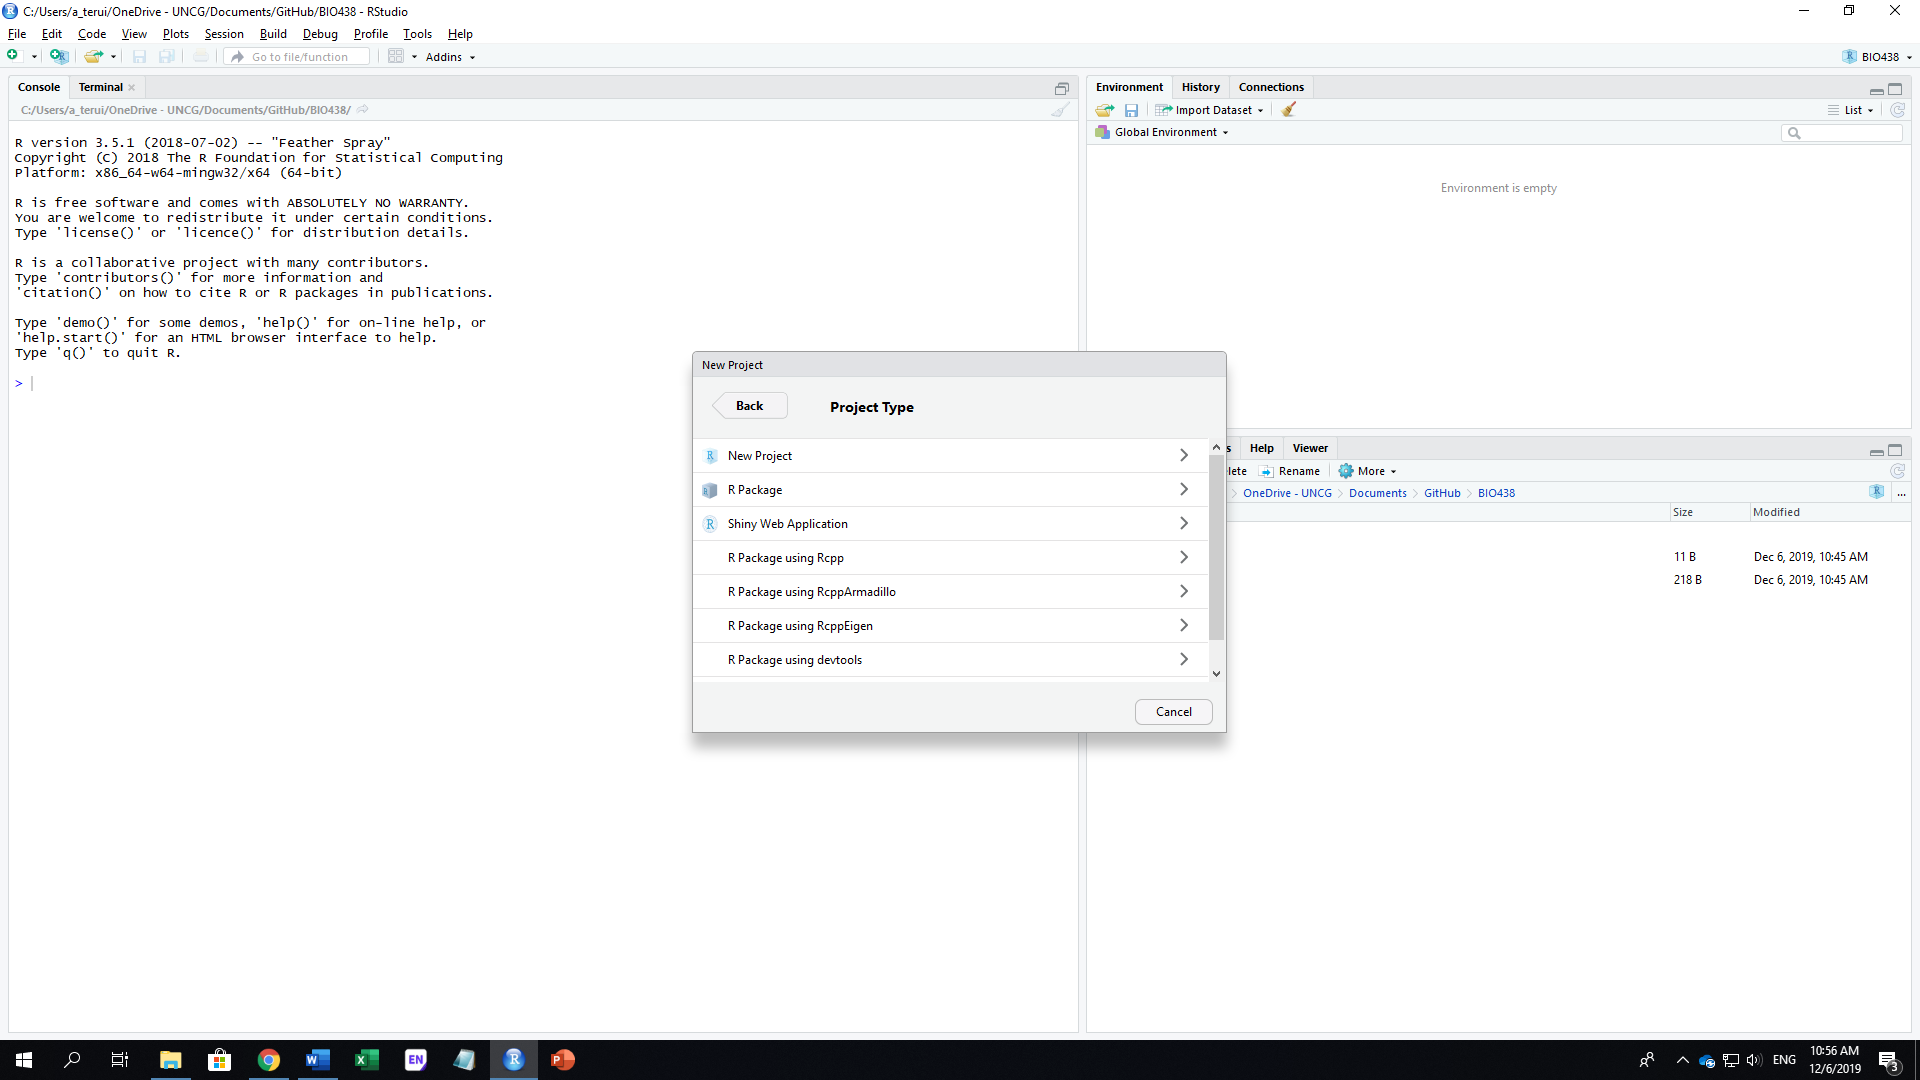 C:/Users/a_terui/OneDrive - UNCG/Documents/GitHub/BIO438 - RStudio
File Edit Code View Plots Session Build Debug Profile Tools Help
Go to file/function Addins BIO438
Console Terminal
C:/Users/a_terui/OneDrive - UNCG/Documents/GitHub/BIO438/
R version 3.5.1 (2018-07-02) -- "Feather Spray"
Copyright (C) 2018 The R Foundation for Statistical Computing
Platform: x86_64-w64-mingw32/x64 (64-bit)
R is free software and comes with ABSOLUTELY NO WARRANTY.
You are welcome to redistribute it under certain conditions.
Type 'license()' or 'licence()' for distribution details.
R is a collaborative project with many contributors.
Type 'contributors()' for more information and
'citation()' on how to cite R or R packages in publications.
Type 'demo()' for some demos, 'help()' for on-line help, or
'help.start()' for an HTML browser interface to help.
Type 'q()' to quit R.
>
Environment History Connections
Import Dataset List
Global Environment
Environment is empty
New Project
Back Project Type
New Project
R Package
Shiny Web Application
R Package using Rcpp
R Package using RcppArmadillo
R Package using RcppEigen
R Package using devtools
Cancel
s Help Viewer
lete Rename More
OneDrive - UNCG Documents GitHub BIO438 ...
Size Modified
11 B Dec 6, 2019, 10:45 AM
218 B Dec 6, 2019, 10:45 AM
EN
ENG
10:56 AM
12/6/2019
3